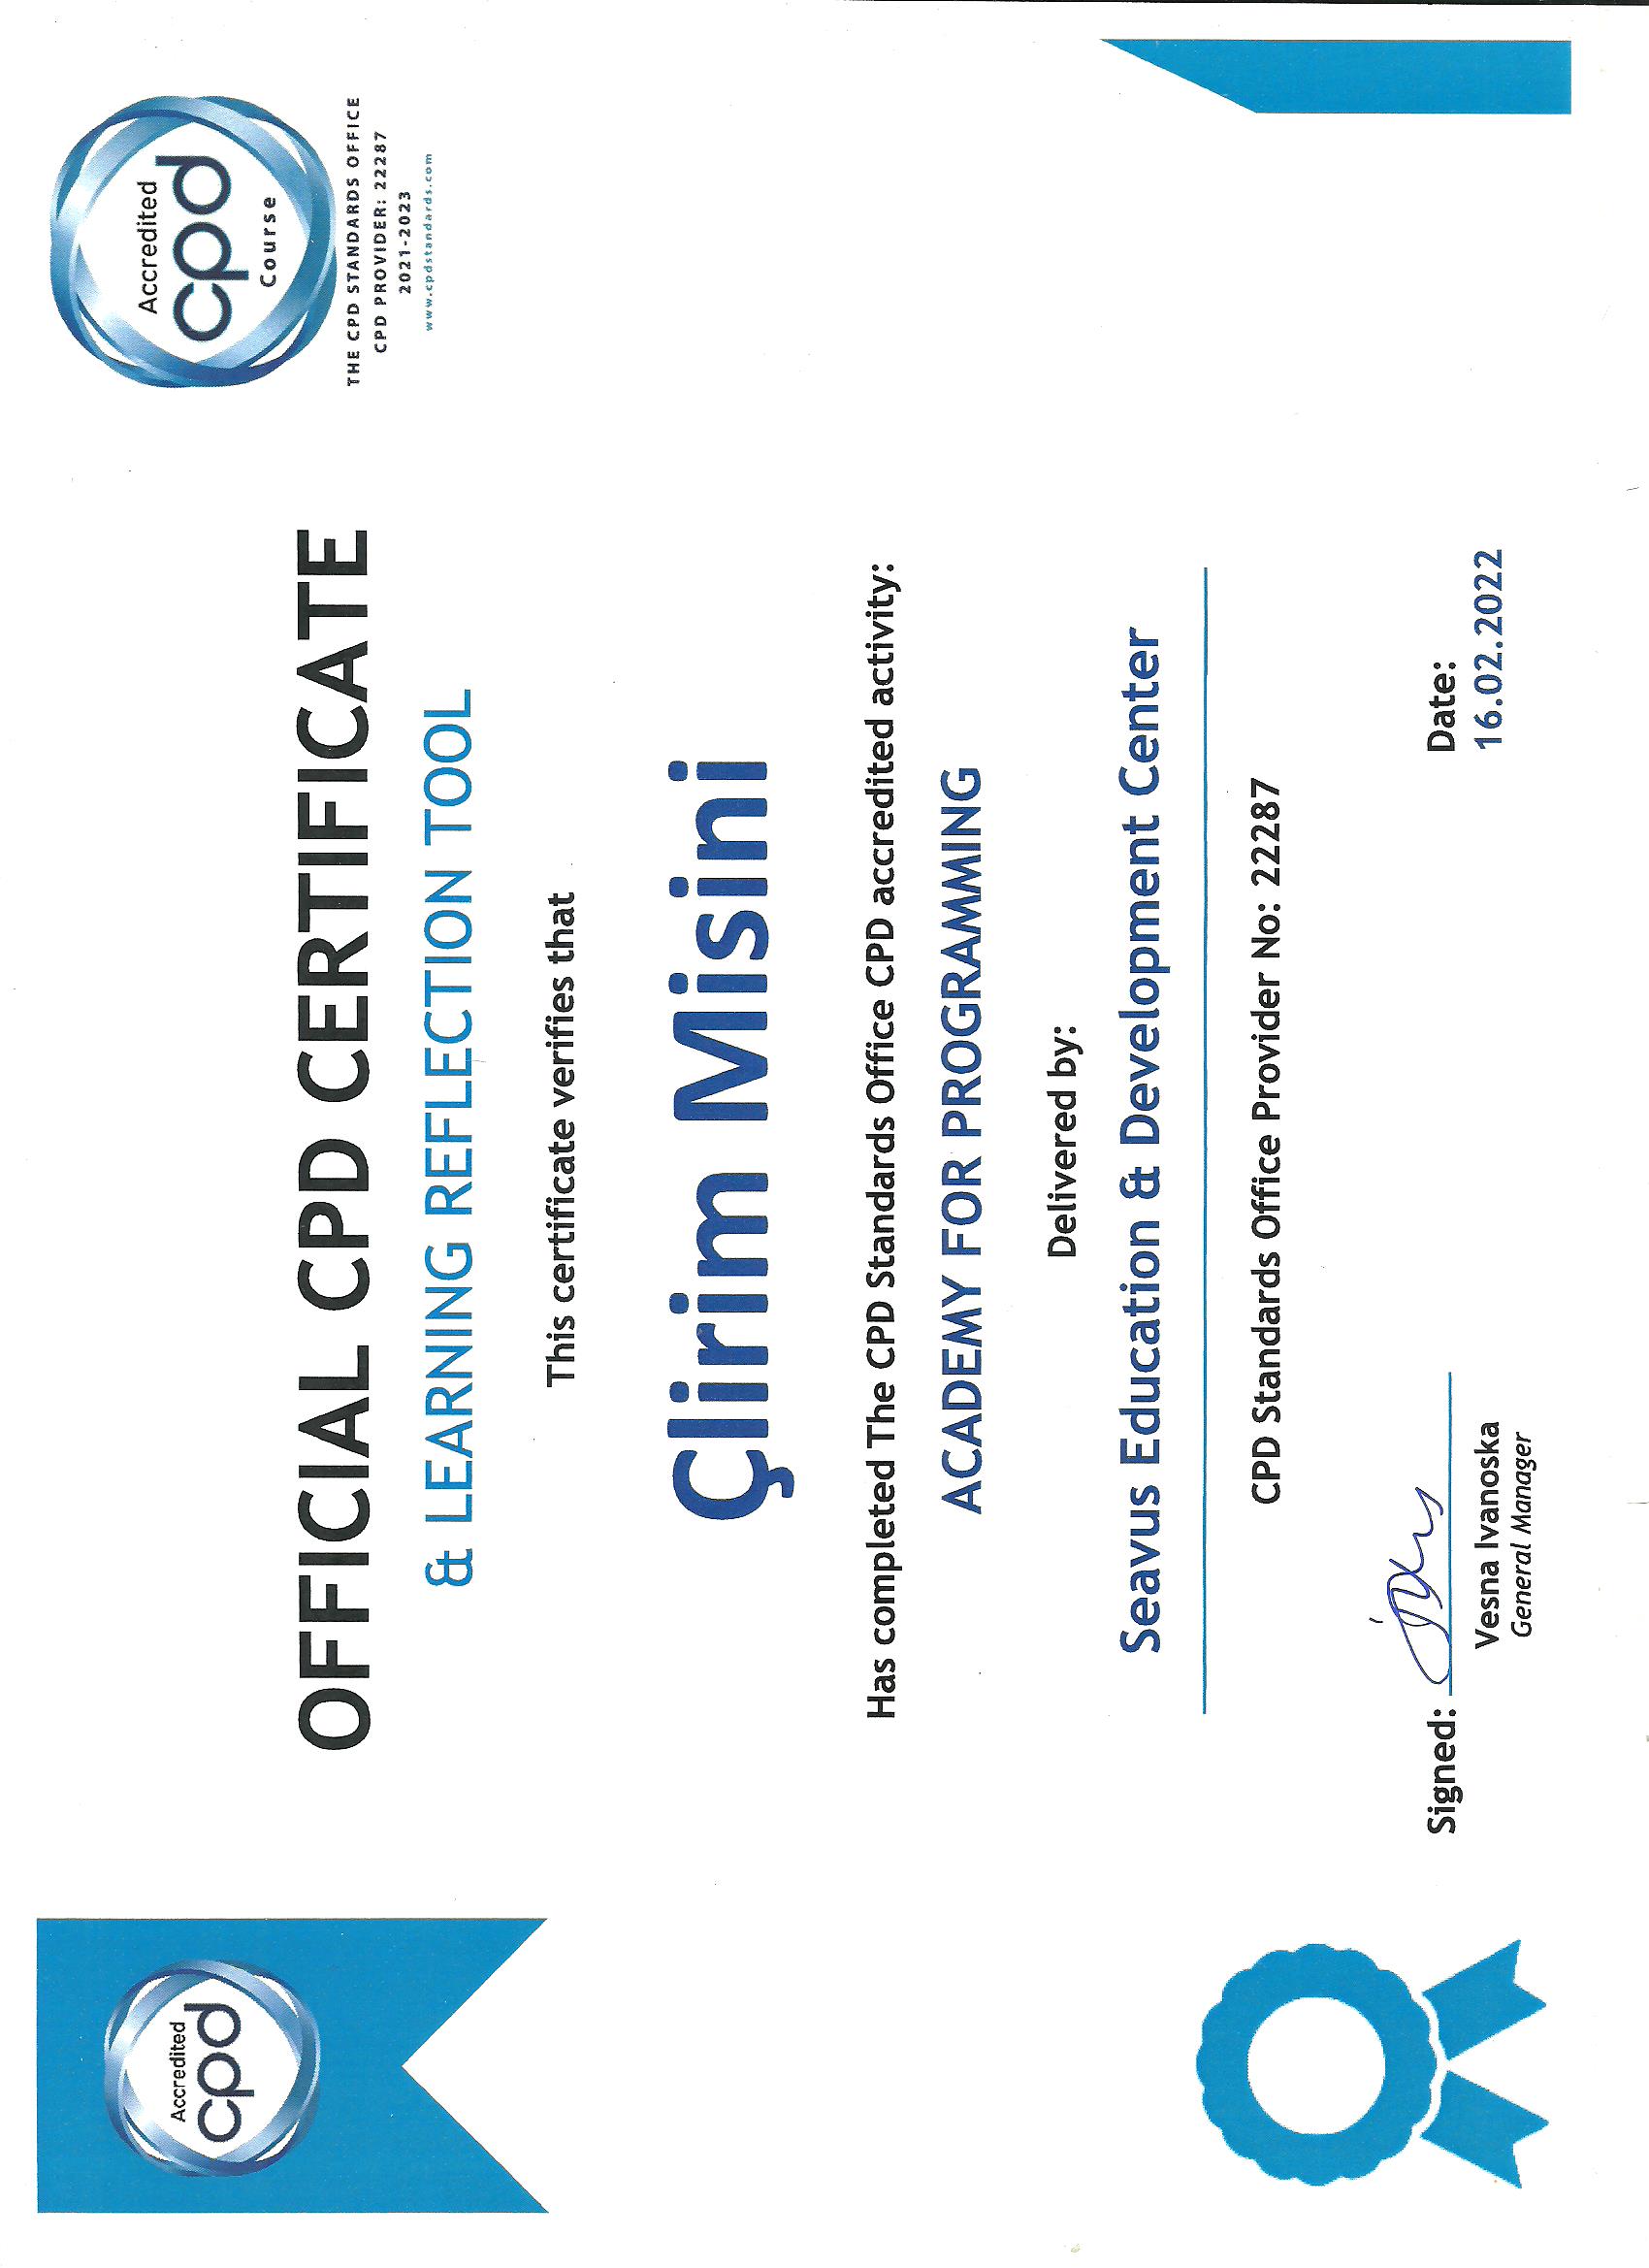 Accredited
cpd
Accredited
cpd
Course
THE CPD STANDARDS OFFICE
CPD PROVIDER: 22287
2021-2023
www.cpdstandards.com
OFFICIAL CPD CERTIFICATE
& LEARNING REFLECTION TOOL
This certificate verifies that
Çlirim Misini
Has completed The CPD Standards Office CPD accredited activity:
ACADEMY FOR PROGRAMMING
Delivered by:
Seavus Education & Development Center
CPD Standards Office Provider No: 22287
Signed:
Vesna Ivanoska
General Manager
Date:
16.02.2022